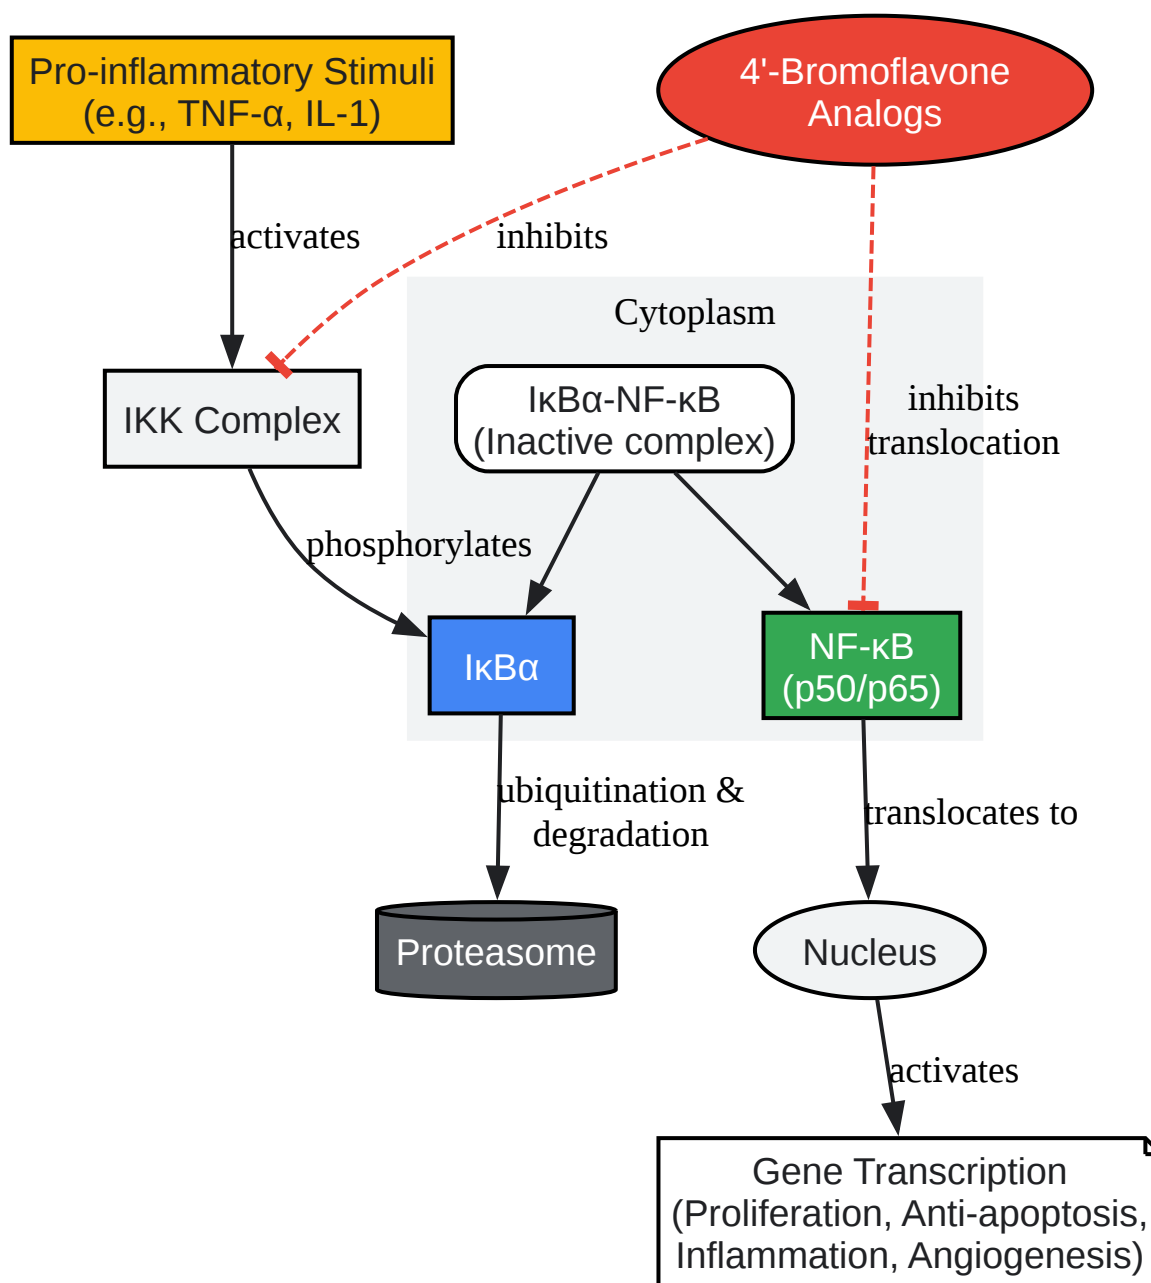 Pro-inflammatory Stimuli
(e.g., TNF-α, IL-1)
4'-Bromoflavone
Analogs
activates
inhibits
Cytoplasm
IKK Complex
IκBα-NF-κB
(Inactive complex)
inhibits
translocation
phosphorylates
IκBα
NF-κB
(p50/p65)
ubiquitination &
degradation
translocates to
Proteasome
Nucleus
activates
Gene Transcription
(Proliferation, Anti-apoptosis,
Inflammation, Angiogenesis)